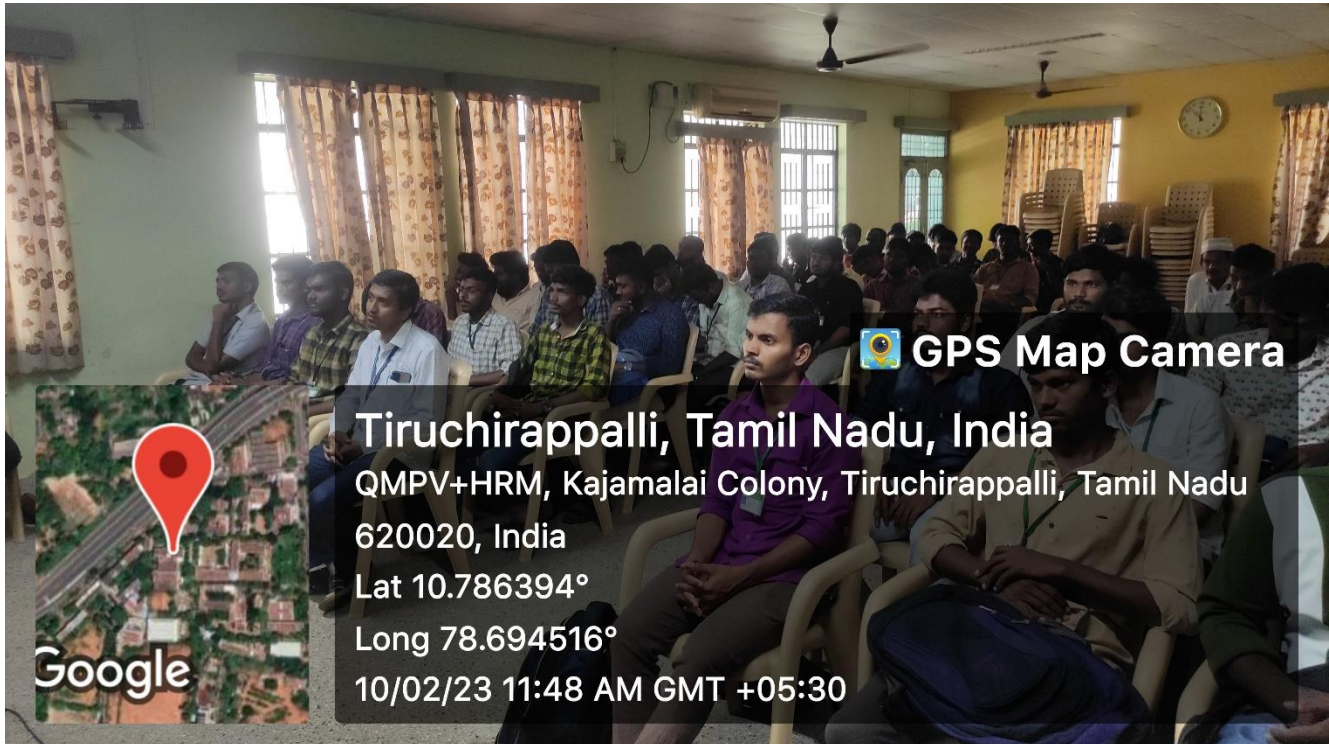 GPS Map Camera
Tiruchirappalli, Tamil Nadu, India
QMPV+HRM, Kajamalai Colony, Tiruchirappalli, Tamil Nadu
620020, India
Lat 10.786394°
Long 78.694516°
10/02/23 11:48 AM GMT +05:30
Google